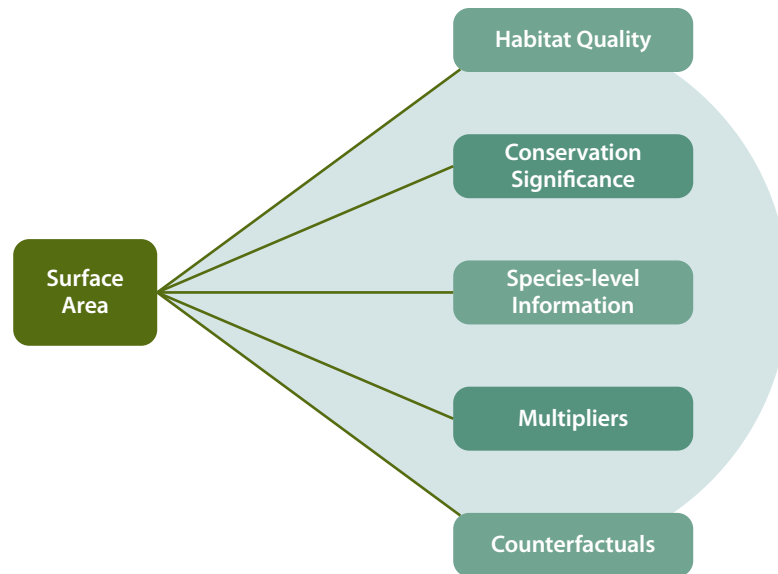 Habitat Quality
Conservation
Significance
Surface
Area
Species-level
Information
Multipliers
Counterfactuals